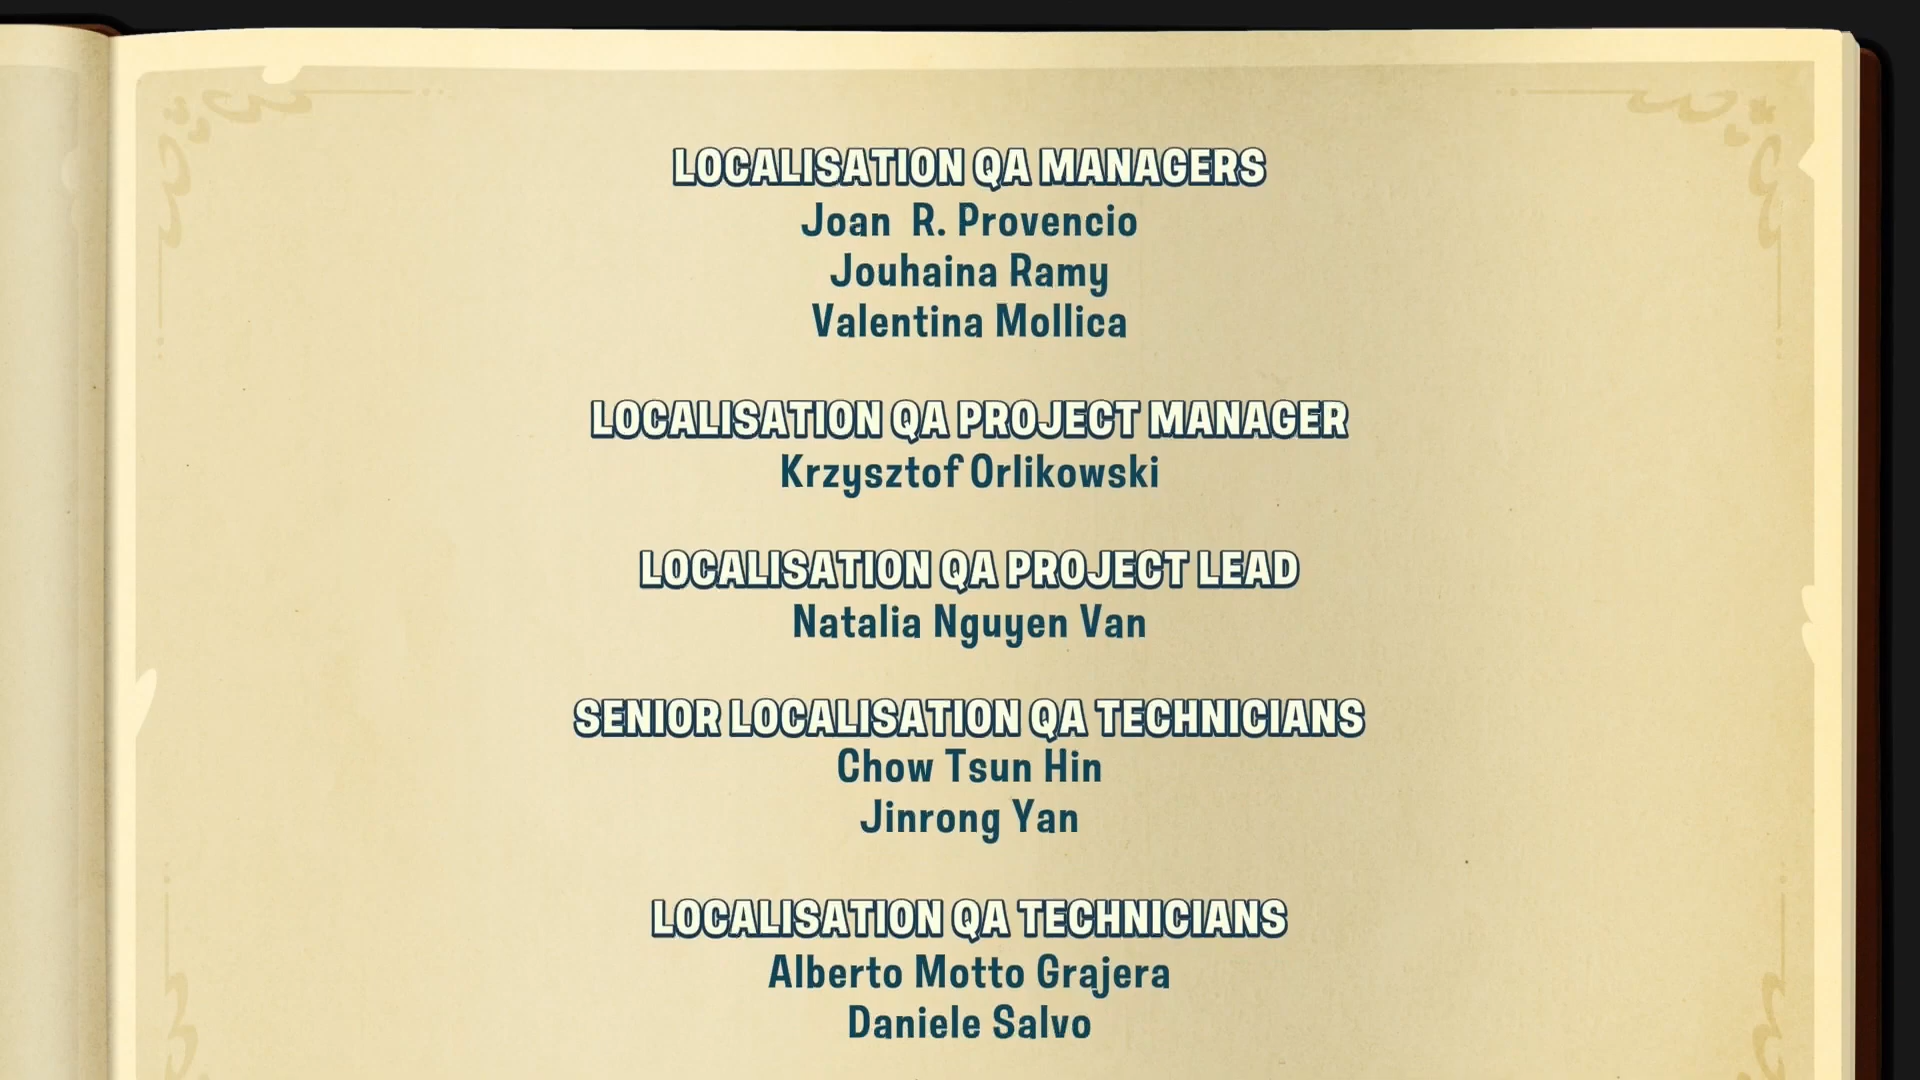 LOCALISATION QA MANAGERS
Joan  R. Provencio
Jouhaina Ramy
Valentina Mollica
LOCALISATION QA PROJECT MANAGER
Krzysztof Orlikowski
LOCALISATION QA PROJECT LEAD
Natalia Nguyen Van
SENIOR LOCALISATION QA TECHNICIANS
Chow Tsun Hin
Jinrong Yan
LOCALISATION QA TECHNICIANS
Alberto Motto Grajera
Daniele Salvo